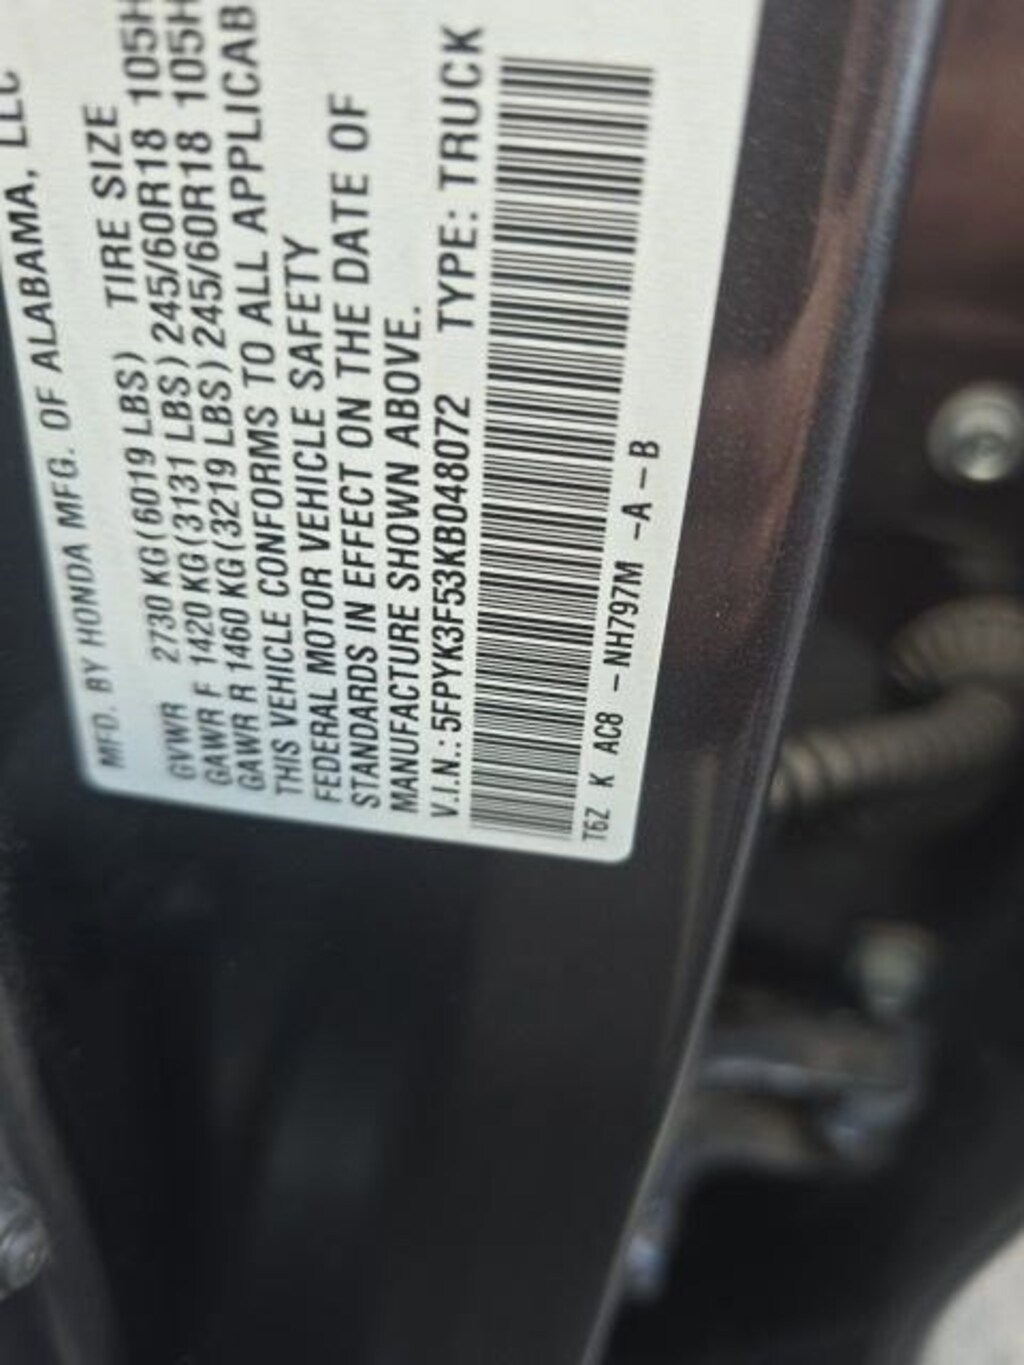 MFD. BY HONDA MFG. OF ALABAMA, LLC
TIRE SIZE
GVWR 2730 KG(6019 LBS)
GAWR F 1420 KG(3131 LBS) 245/60R18 105H
GAWR R 1460 KG(3219 LBS) 245/60R18 105H
THIS VEHICLE CONFORMS TO ALL APPLICAB
FEDERAL MOTOR VEHICLE SAFETY
STANDARDS IN EFFECT ON THE DATE OF
MANUFACTURE SHOWN ABOVE.
V.I.N.: 5FPYK3F53KB048072 TYPE: TRUCK
T6Z K AC8 - NH797M -A-B